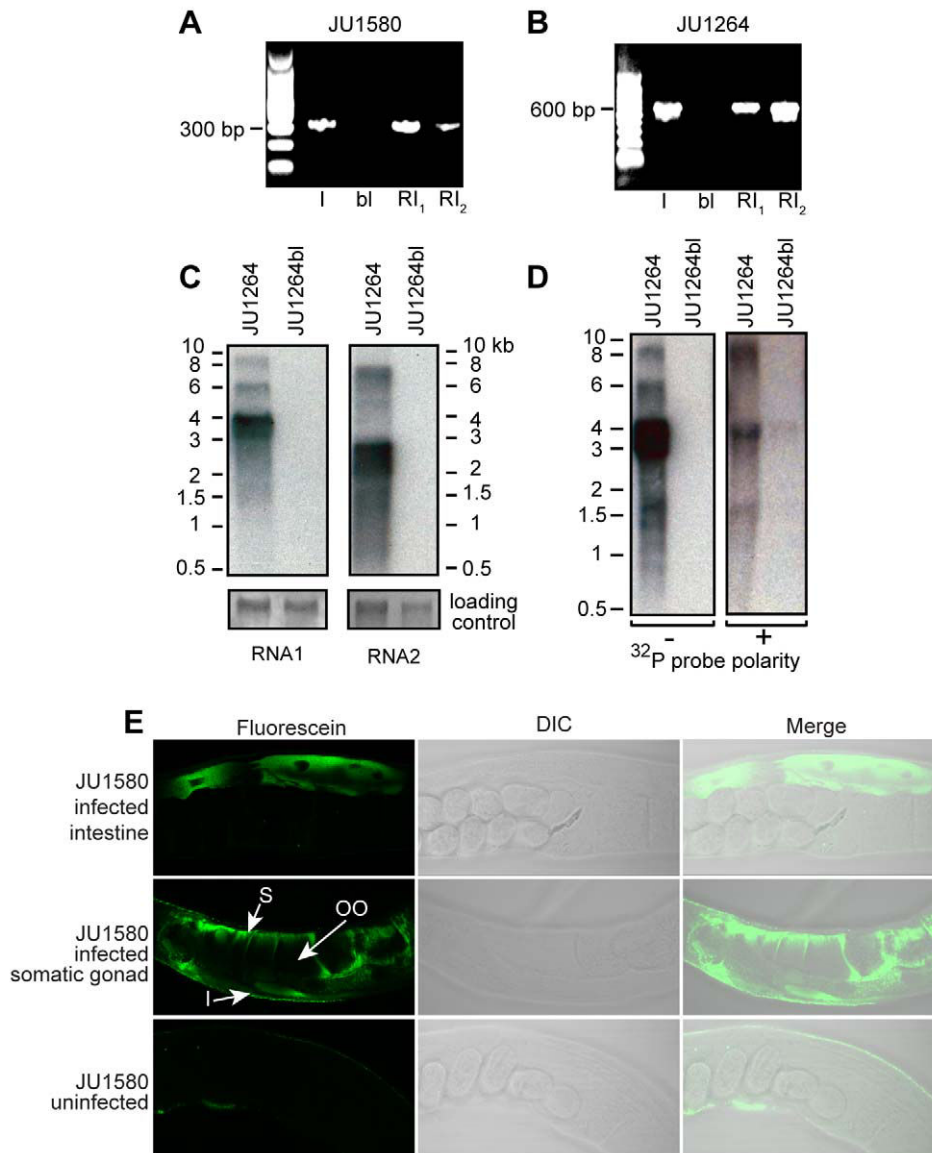 A
JU1580
300 bp
I bl RI1 RI2
B
JU1264
600 bp
I bl RI1 RI2
C
JU1264
JU1264bl
JU1264
JU1264bl
10
8
6
4
3
2
1.5
1
0.5
10 kb
8
6
4
3
2
1.5
1
0.5
loading
control
RNA1
RNA2
D
JU1264
JU1264bl
JU1264
JU1264bl
10
8
6
4
3
2
1.5
1
0.5
- +
32P probe polarity
E
Fluorescein DIC Merge
JU1580
infected
intestine
JU1580
infected
somatic gonad
S
OO
I
JU1580
uninfected